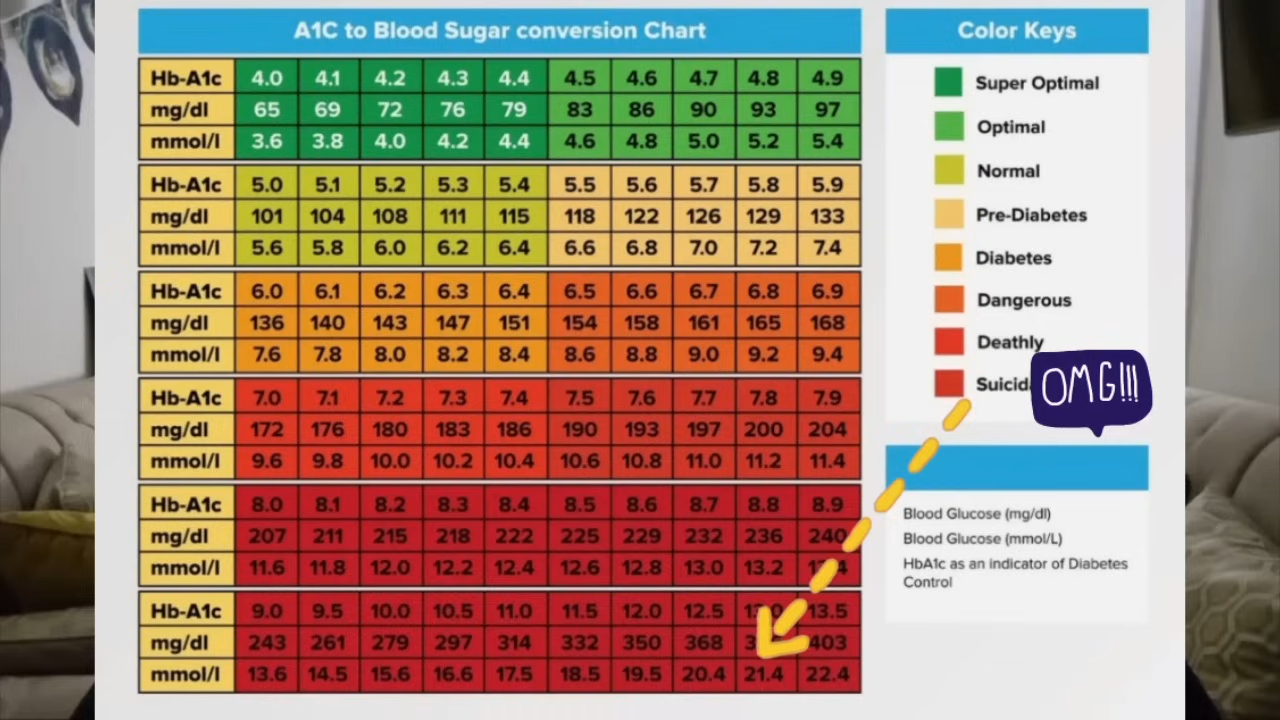 A1C to Blood Sugar conversion Chart
Hb-A1c 4.0 4.1 4.2 4.3 4.4 4.5 4.6 4.7 4.8 4.9
mg/dl 65 69 72 76 79 83 86 90 93 97
mmol/l 3.6 3.8 4.0 4.2 4.4 4.6 4.8 5.0 5.2 5.4
Hb-A1c 5.0 5.1 5.2 5.3 5.4 5.5 5.6 5.7 5.8 5.9
mg/dl 101 104 108 111 115 118 122 126 129 133
mmol/l 5.6 5.8 6.0 6.2 6.4 6.6 6.8 7.0 7.2 7.4
Hb-A1c 6.0 6.1 6.2 6.3 6.4 6.5 6.6 6.7 6.8 6.9
mg/dl 136 140 143 147 151 154 158 161 165 168
mmol/l 7.6 7.8 8.0 8.2 8.4 8.6 8.8 9.0 9.2 9.4
Hb-A1c 7.0 7.1 7.2 7.3 7.4 7.5 7.6 7.7 7.8 7.9
mg/dl 172 176 180 183 186 190 193 197 200 204
mmol/l 9.6 9.8 10.0 10.2 10.4 10.6 10.8 11.0 11.2 11.4
Hb-A1c 8.0 8.1 8.2 8.3 8.4 8.5 8.6 8.7 8.8 8.9
mg/dl 207 211 215 218 222 225 229 232 236 240
mmol/l 11.6 11.8 12.0 12.2 12.4 12.6 12.8 13.0 13.2
Hb-A1c 9.0 9.5 10.0 10.5 11.0 11.5 12.0 12.5 13.5
mg/dl 243 261 279 297 314 332 350 368 403
mmol/l 13.6 14.5 15.6 16.6 17.5 18.5 19.5 20.4 21.4 22.4
Color Keys
Super Optimal
Optimal
Normal
Pre-Diabetes
Diabetes
Dangerous
Deathly
OMG!!!
Blood Glucose (mg/dl)
Blood Glucose (mmol/L)
HbA1c as an indicator of Diabetes
Control